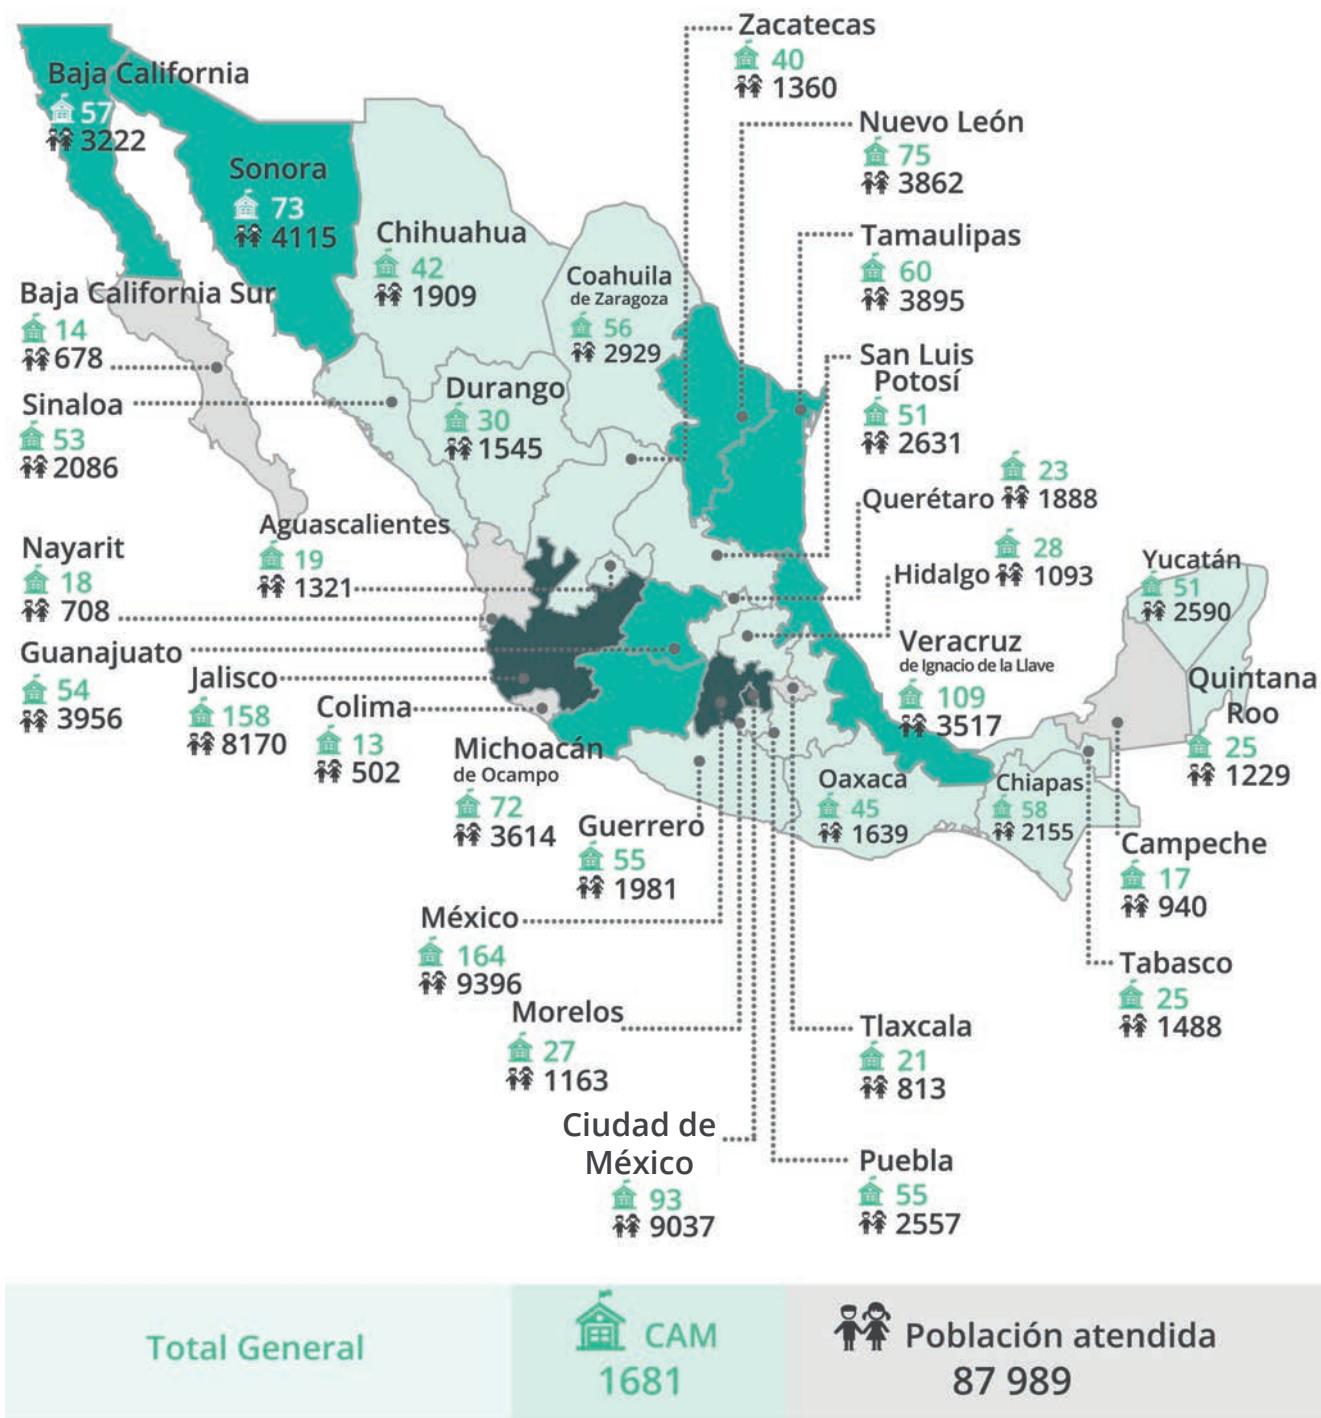 Zacatecas
40
1360
Baja California
57
3222
Nuevo León
75
3862
Sonora
73
4115
Chihuahua
42
1909
Tamaulipas
60
3895
Coahuila
de Zaragoza
56
2929
Baja California Sur
14
678
San Luis
Potosí
51
2631
Durango
30
1545
Sinaloa
53
2086
23
Querétaro 1888
Aguascalientes
19
1321
28
Hidalgo 1093
Nayarit
18
708
Yucatán
51
2590
Guanajuato
54
3956
Veracruz
de Ignacio de la Llave
109
3517
Jalisco
158
8170
Quintana
Roo
25
1229
Colima
13
502
Michoacán
de Ocampo
72
3614
Oaxaca
45
1639
Chiapas
58
2155
Guerrero
55
1981
Campeche
17
940
México
164
9396
Tabasco
25
1488
Morelos
27
1163
Tlaxcala
21
813
Ciudad de
México
93
9037
Puebla
55
2557
Total General
CAM
1681
Población atendida
87 989